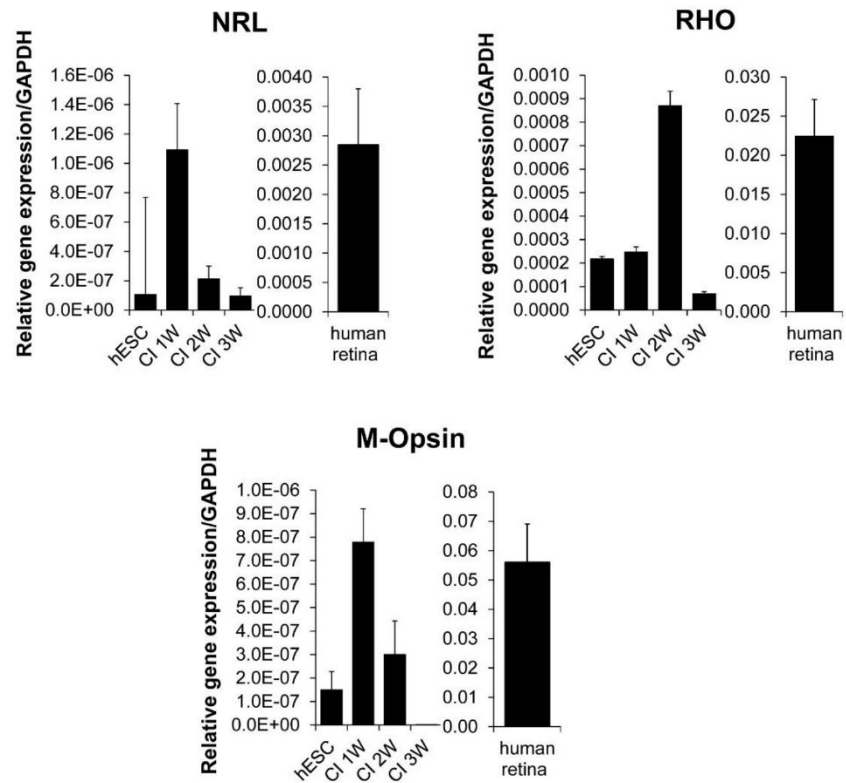 NRL
Relative gene expression/GAPDH
1.6E-06
1.4E-06
1.2E-06
1.0E-06
8.0E-07
6.0E-07
4.0E-07
2.0E-07
0.0E+00
hESC
CI 1W
CI 2W
CI 3W
0.0040
0.0035
0.0030
0.0025
0.0020
0.0015
0.0010
0.0005
0.0000
human
retina
RHO
Relative gene expression/GAPDH
0.0010
0.0009
0.0008
0.0007
0.0006
0.0005
0.0004
0.0003
0.0002
0.0001
0.0000
hESC
CI 1W
CI 2W
CI 3W
0.030
0.025
0.020
0.015
0.010
0.005
0.000
human
retina
M-Opsin
Relative gene expression/GAPDH
1.0E-06
9.0E-07
8.0E-07
7.0E-07
6.0E-07
5.0E-07
4.0E-07
3.0E-07
2.0E-07
1.0E-07
0.0E+00
hESC
CI 1W
CI 2W
CI 3W
0.08
0.07
0.06
0.05
0.04
0.03
0.02
0.01
0.00
human
retina